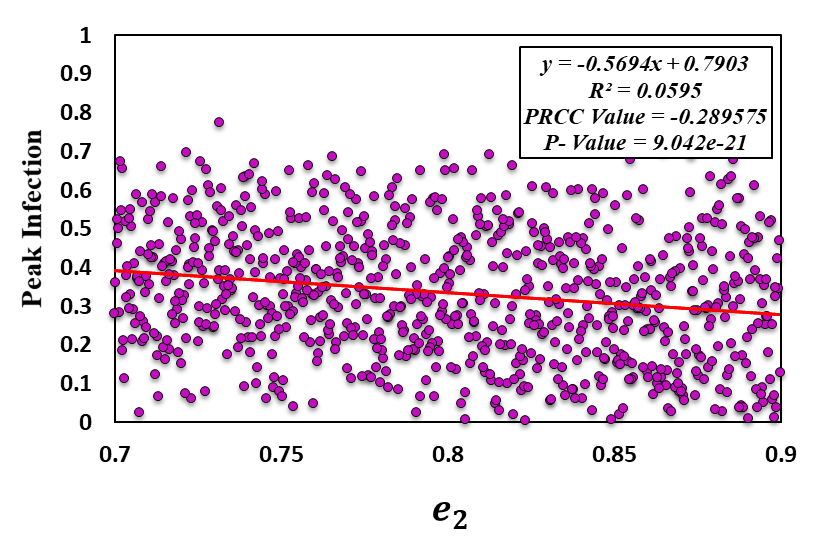 1
0.9
0.8
0.7
0.6
0.5
0.4
0.3
0.2
0.1
0
Peak Infection
y = -0.5694x + 0.7903
R² = 0.0595
PRCC Value = -0.289575
P- Value = 9.042e-21
0.7 0.75 0.8 0.85 0.9
e₂